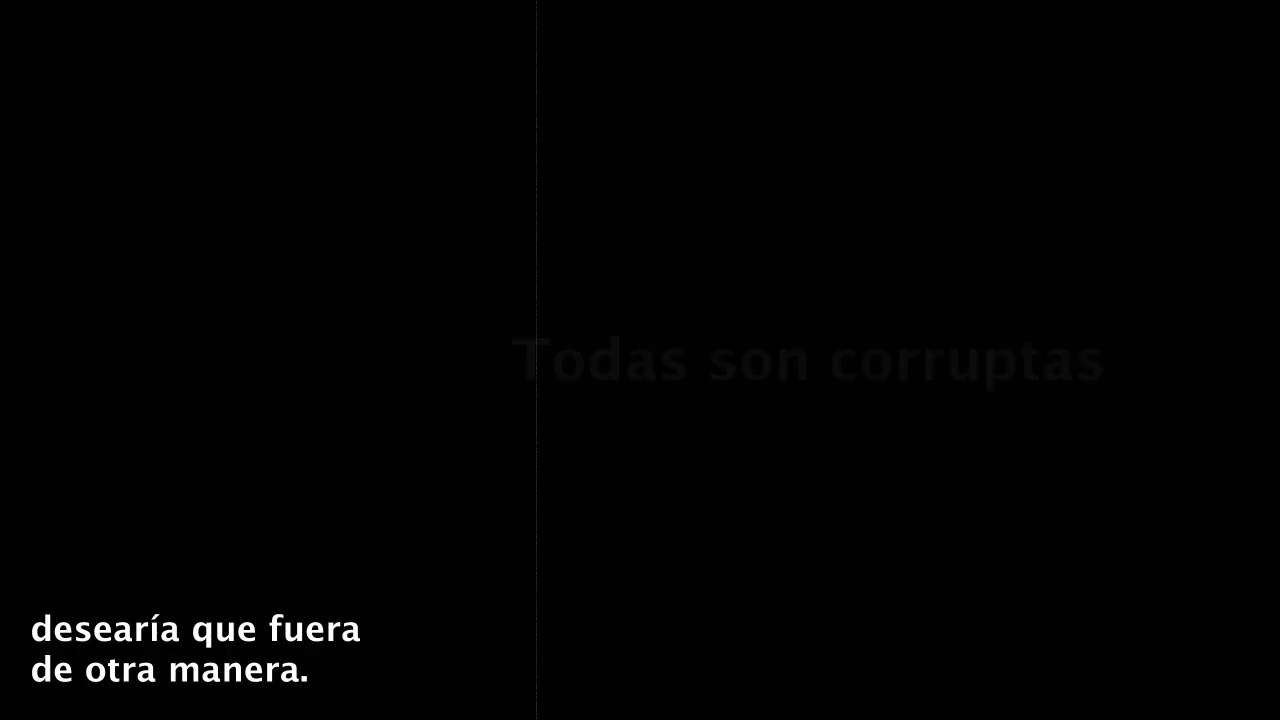 Todas son corruptas
desearía que fuera
de otra manera.